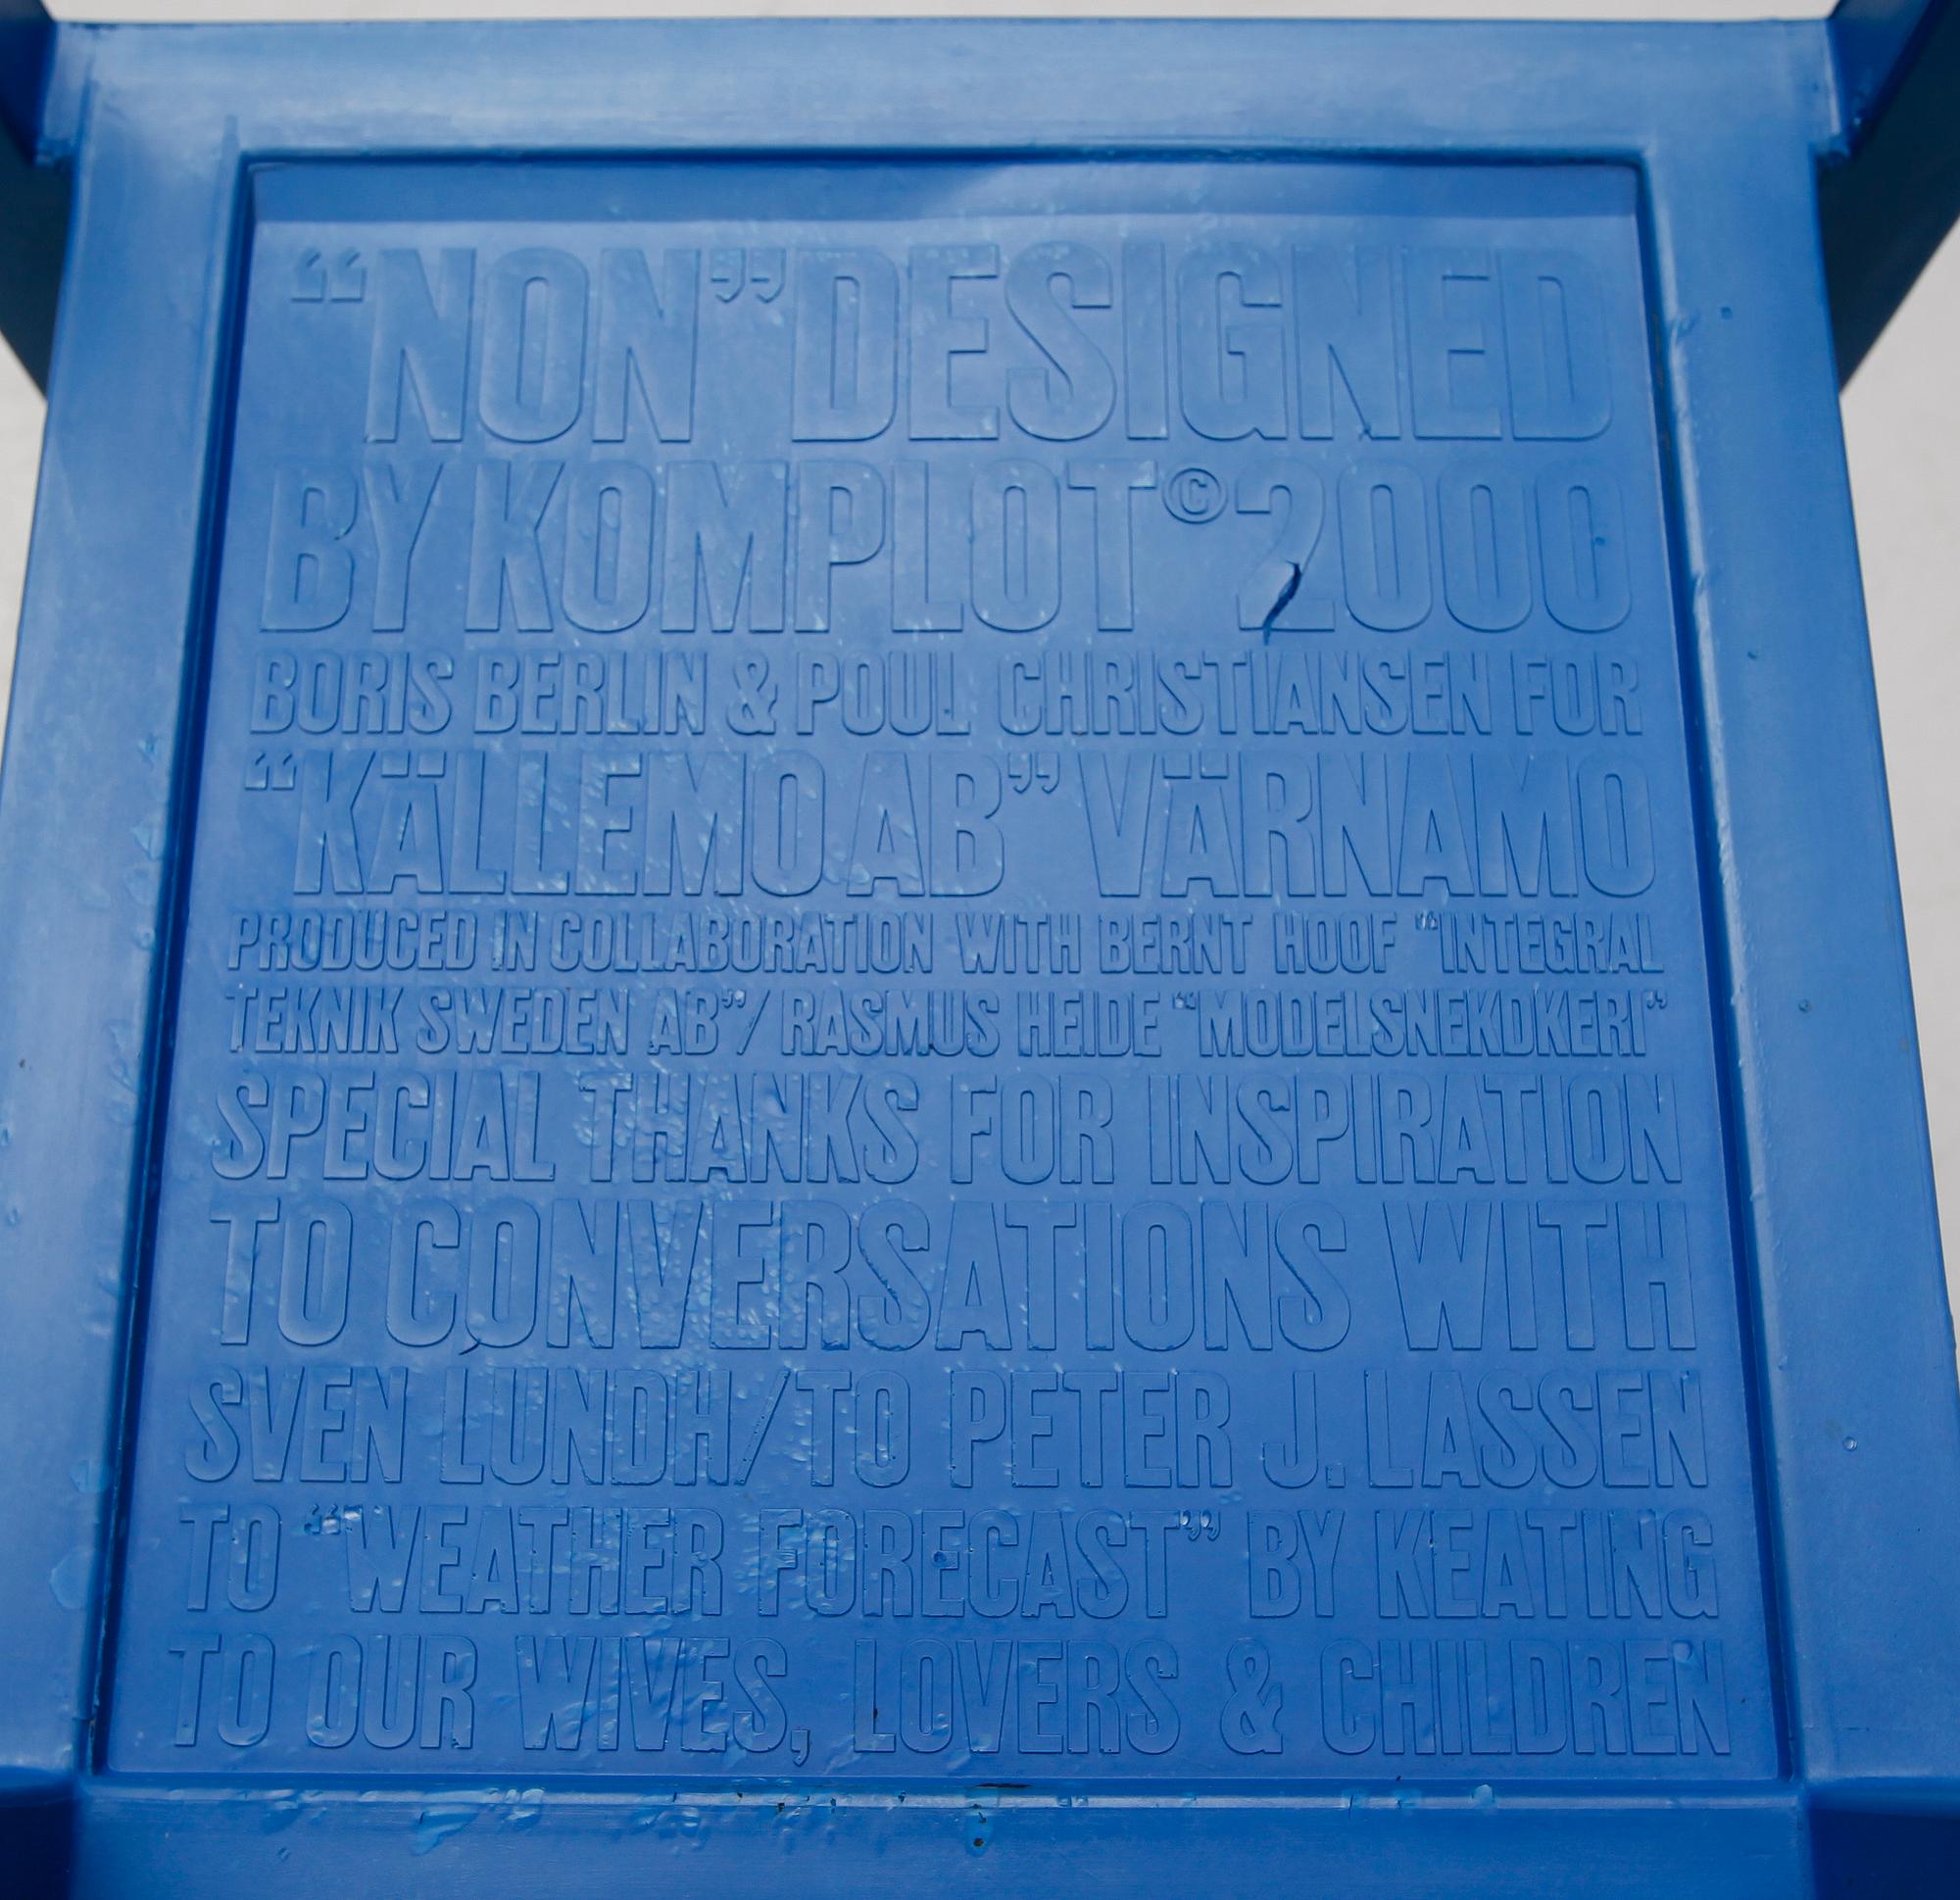 “NON” DESIGNED
BY KOMPLOT © 2000
BORIS BERLIN & POUL CHRISTIANSEN FOR
“KÄLLEMO AB” VÄRNAMO
PRODUCED IN COLLABORATION WITH BERNT HOOF “INTEGRAL
TEKNIK SWEDEN AB” / RASMUS HEIDE “MODELSNEKDKERI”
SPECIAL THANKS FOR INSPIRATION
TO CONVERSATIONS WITH
SVEN LUNDH/TO PETER J. LASSEN
TO “WEATHER FORECAST” BY KEATING
TO OUR WIVES, LOVERS & CHILDREN